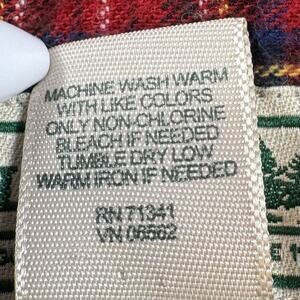 MACHINE WASH WARM
WITH LIKE COLORS
ONLY NON-CHLORINE
BLEACH IF NEEDED
TUMBLE DRY LOW
WARM IRON IF NEEDED
RN 71341
VN 06562